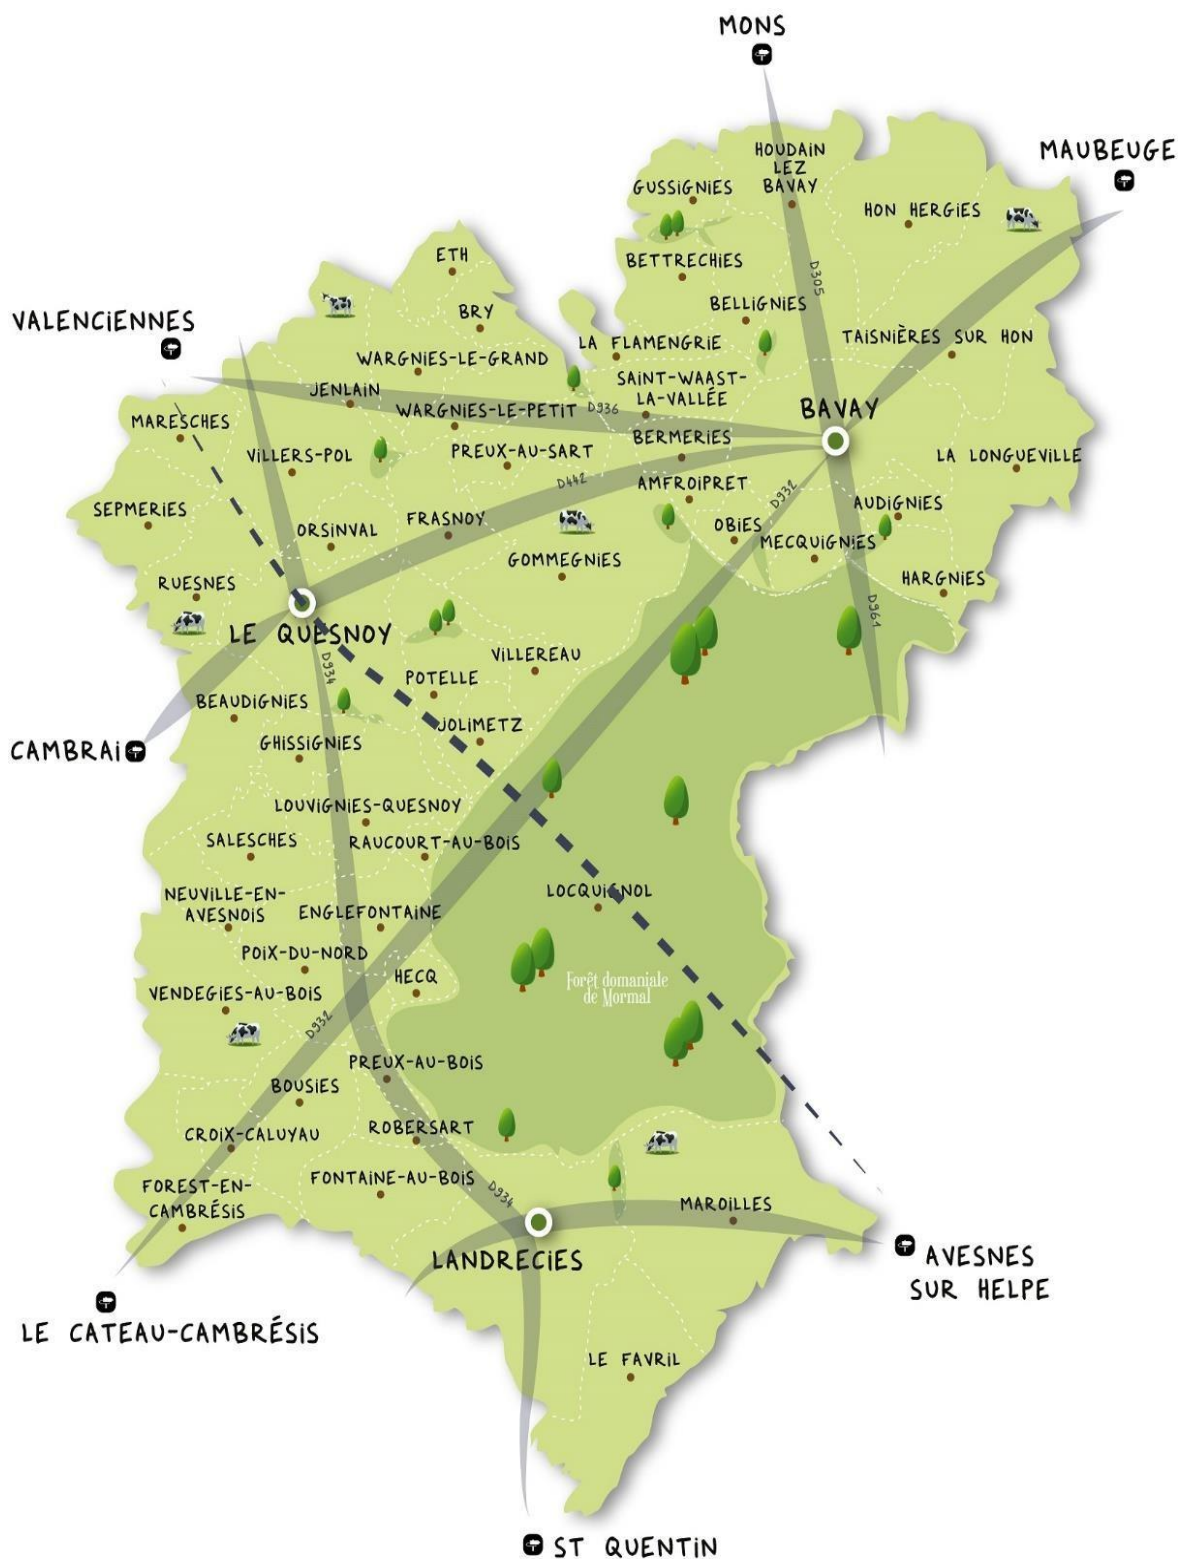 MONS
MAUBEUGE
HOUDAIN
LEZ
BAVAY
GUSSIGNIES
HON HERGIES
ETH
BETTRECHIES
D305
BRY
BELLIGNIES
VALENCIENNES
LA FLAMENGRIE
TAISNIÈRES SUR HON
WARGNIES-LE-GRAND
SAINT-WAAST-
LA-VALLÉE
JENLAIN
WARGNIES-LE-PETIT
D936
BAVAY
MARESCHES
BERMERIES
VILLERS-POL
PREUX-AU-SART
LA LONGUEVILLE
D442
AMFROIPRET
D932
AUDIGNIES
SEPMERIES
ORSINVAL
FRASNOY
OBIES
MECQUIGNIES
GOMMEGNIES
RUESNES
HARGNIES
D961
LE QUESNOY
D934
VILLEREAU
POTELLE
BEAUDIGNIES
JOLIMETZ
CAMBRAI
GHISSIGNIES
LOUVIGNIES-QUESNOY
SALESCHES
RAUCOURT-AU-BOIS
LOCQUIGNOL
NEUVILLE-EN-
AVESNOIS
ENGLEFONTAINE
POIX-DU-NORD
HECQ
Forêt domaniale
de Mormal
VENDEGIES-AU-BOIS
D932
PREUX-AU-BOIS
BOUSIES
CROIX-CALUYAU
ROBERSART
FONTAINE-AU-BOIS
D934
FOREST-EN-
CAMBRÉSIS
MAROILLES
LANDRECIES
AVESNES
SUR HELPE
LE CATEAU-CAMBRÉSIS
LE FAVRIL
ST QUENTIN